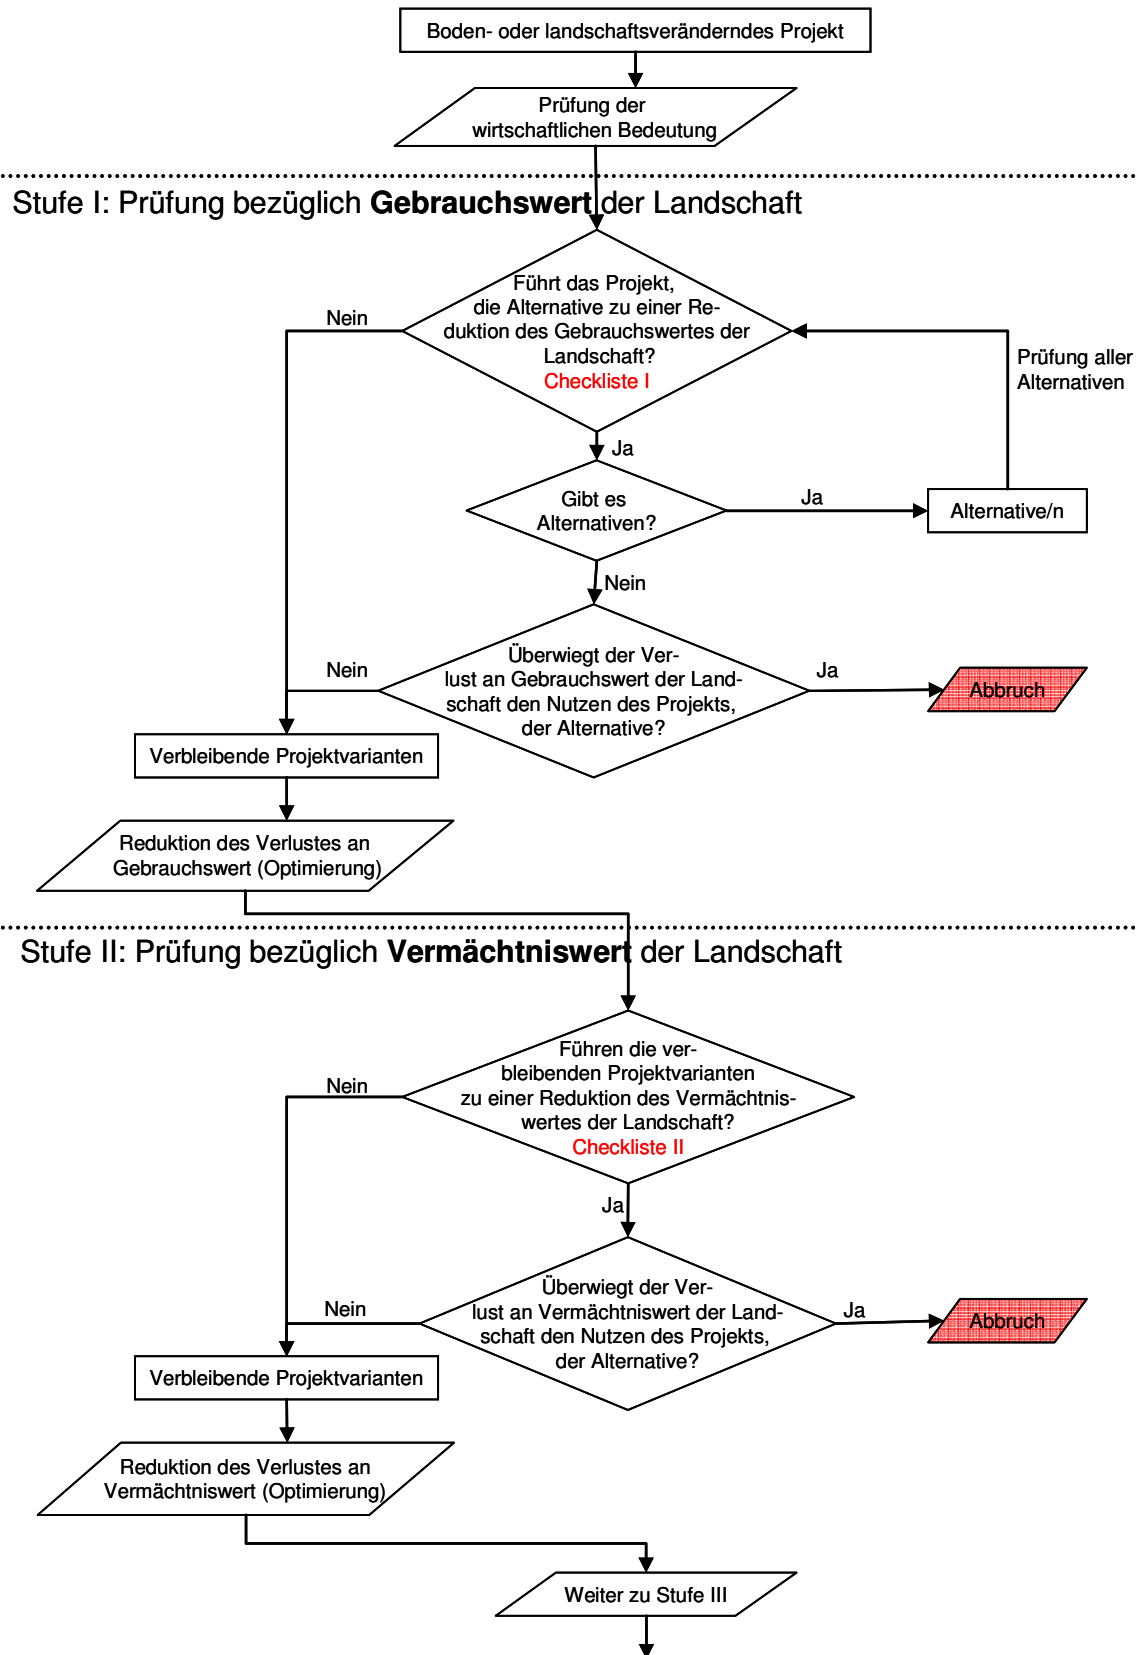 Boden- oder landschaftsveränderndes Projekt
Prüfung der
wirtschaftlichen Bedeutung
Stufe I: Prüfung bezüglich Gebrauchswert der Landschaft
Führt das Projekt,
die Alternative zu einer Re-
duktion des Gebrauchswertes der
Landschaft?
Checkliste I
Nein
Prüfung aller
Alternativen
Ja
Gibt es
Alternativen?
Ja
Alternative/n
Nein
Überwiegt der Ver-
lust an Gebrauchswert der Land-
schaft den Nutzen des Projekts,
der Alternative?
Nein
Ja
Abbruch
Verbleibende Projektvarianten
Reduktion des Verlustes an
Gebrauchswert (Optimierung)
Stufe II: Prüfung bezüglich Vermächtniswert der Landschaft
Führen die ver-
bleibenden Projektvarianten
zu einer Reduktion des Vermächtnis-
wertes der Landschaft?
Checkliste II
Nein
Ja
Überwiegt der Ver-
lust an Vermächtniswert der Land-
schaft den Nutzen des Projekts,
der Alternative?
Nein
Ja
Abbruch
Verbleibende Projektvarianten
Reduktion des Verlustes an
Vermächtniswert (Optimierung)
Weiter zu Stufe III